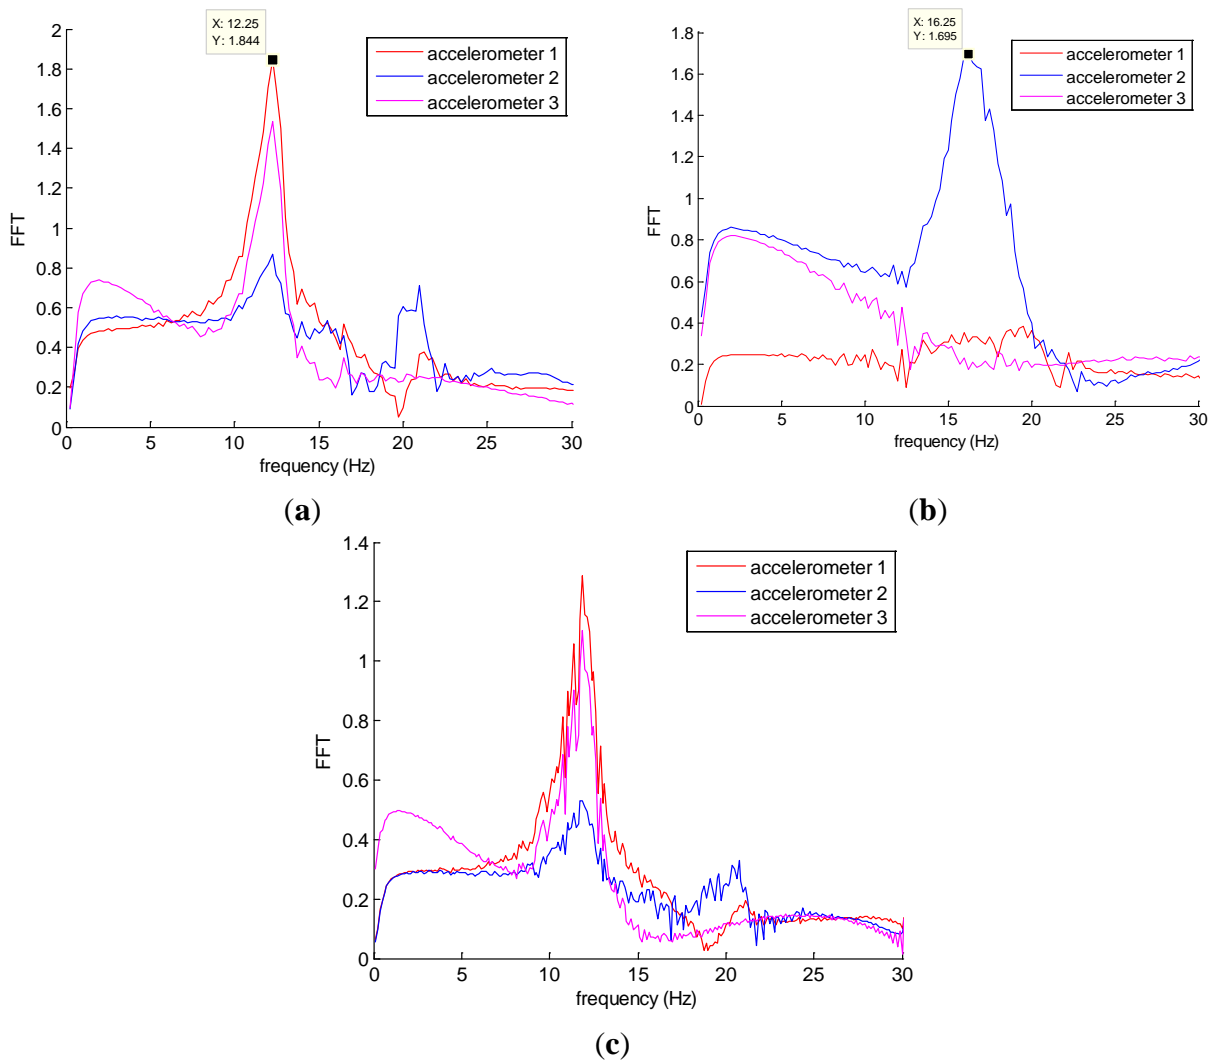 X: 12.25
Y: 1.844
accelerometer 1
accelerometer 2
accelerometer 3
2
1.8
1.6
1.4
1.2
1
0.8
0.6
0.4
0.2
0
FFT
0 5 10 15 20 25 30
frequency (Hz)
(a)
X: 16.25
Y: 1.695
accelerometer 1
accelerometer 2
accelerometer 3
1.8
1.6
1.4
1.2
1
0.8
0.6
0.4
0.2
0
FFT
0 5 10 15 20 25 30
frequency (Hz)
(b)
accelerometer 1
accelerometer 2
accelerometer 3
1.4
1.2
1
0.8
0.6
0.4
0.2
0
FFT
0 5 10 15 20 25 30
frequency (Hz)
(c)